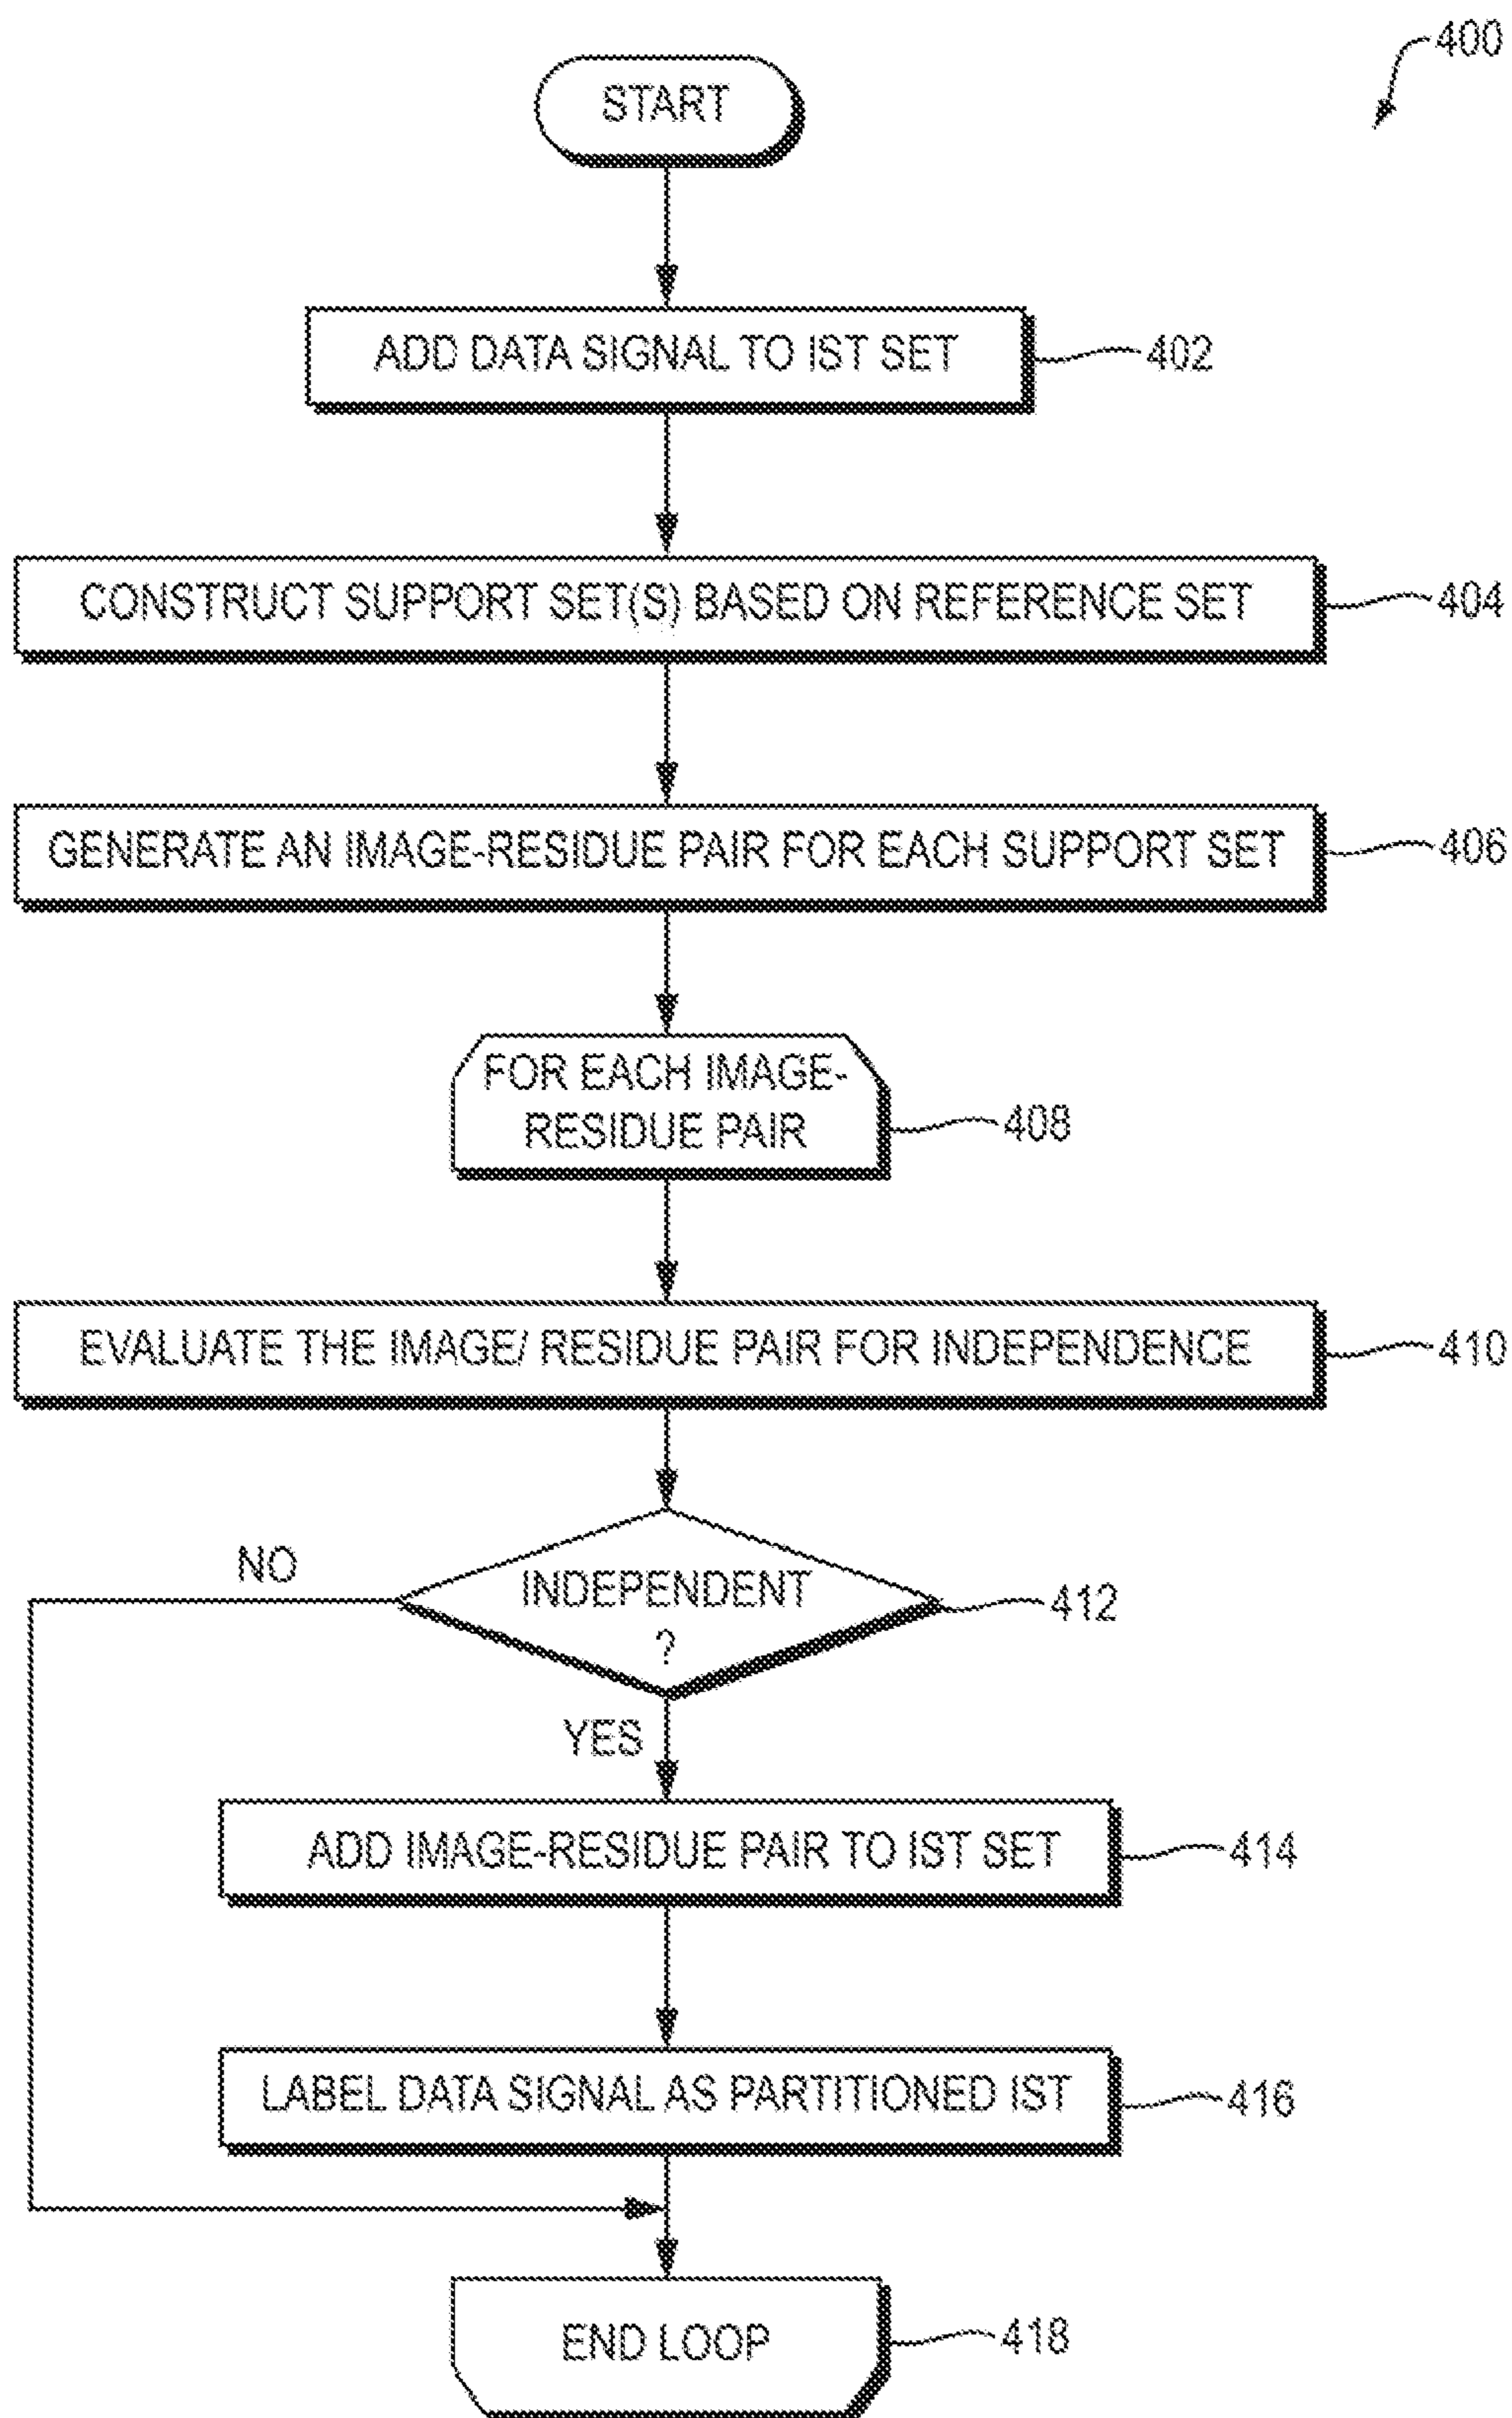 400
START
ADD DATA SIGNAL TO IST SET
402
CONSTRUCT SUPPORT SET(S) BASED ON REFERENCE SET
404
GENERATE AN IMAGE-RESIDUE PAIR FOR EACH SUPPORT SET
406
FOR EACH IMAGE-
RESIDUE PAIR
408
EVALUATE THE IMAGE/ RESIDUE PAIR FOR INDEPENDENCE
410
NO
INDEPENDENT
?
412
YES
ADD IMAGE-RESIDUE PAIR TO IST SET
414
LABEL DATA SIGNAL AS PARTITIONED IST
416
END LOOP
418